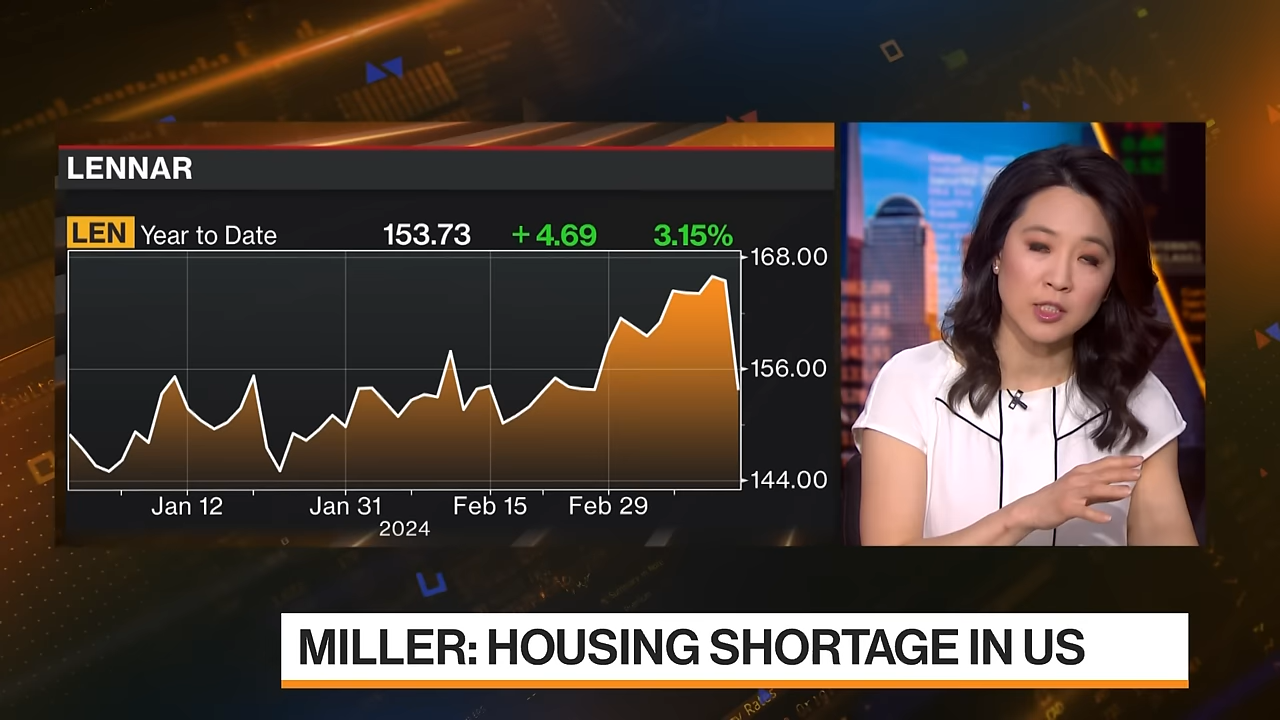 LENNAR
LEN Year to Date 153.73 + 4.69 3.15%
168.00
156.00
144.00
Jan 12 Jan 31 Feb 15 Feb 29
2024
MILLER: HOUSING SHORTAGE IN US